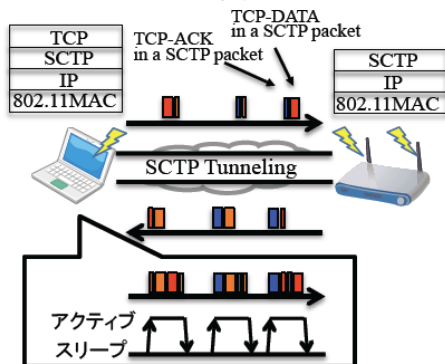 TCP-DATA
in a SCTP packet
TCP-ACK
in a SCTP packet
TCP
SCTP
IP
802.11MAC
SCTP
IP
802.11MAC
SCTP Tunneling
アクティブ
スリープ